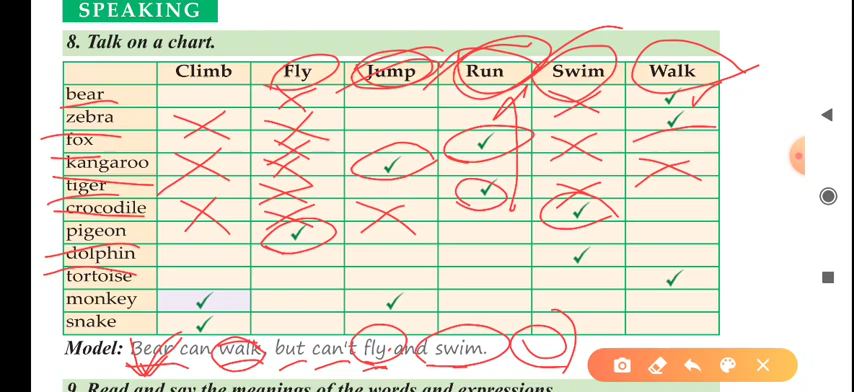 SPEAKING
8. Talk on a chart.
Climb Fly Jump Run Swim Walk
bear ✓
zebra ✓
fox ✓
kangaroo ✓
tiger ✓
crocodile ✓
pigeon ✓
dolphin ✓
tortoise ✓
monkey ✓ ✓
snake ✓
Model: Bear can walk, but can't fly and swim.
9. Read and say the meanings of the words and expressions.